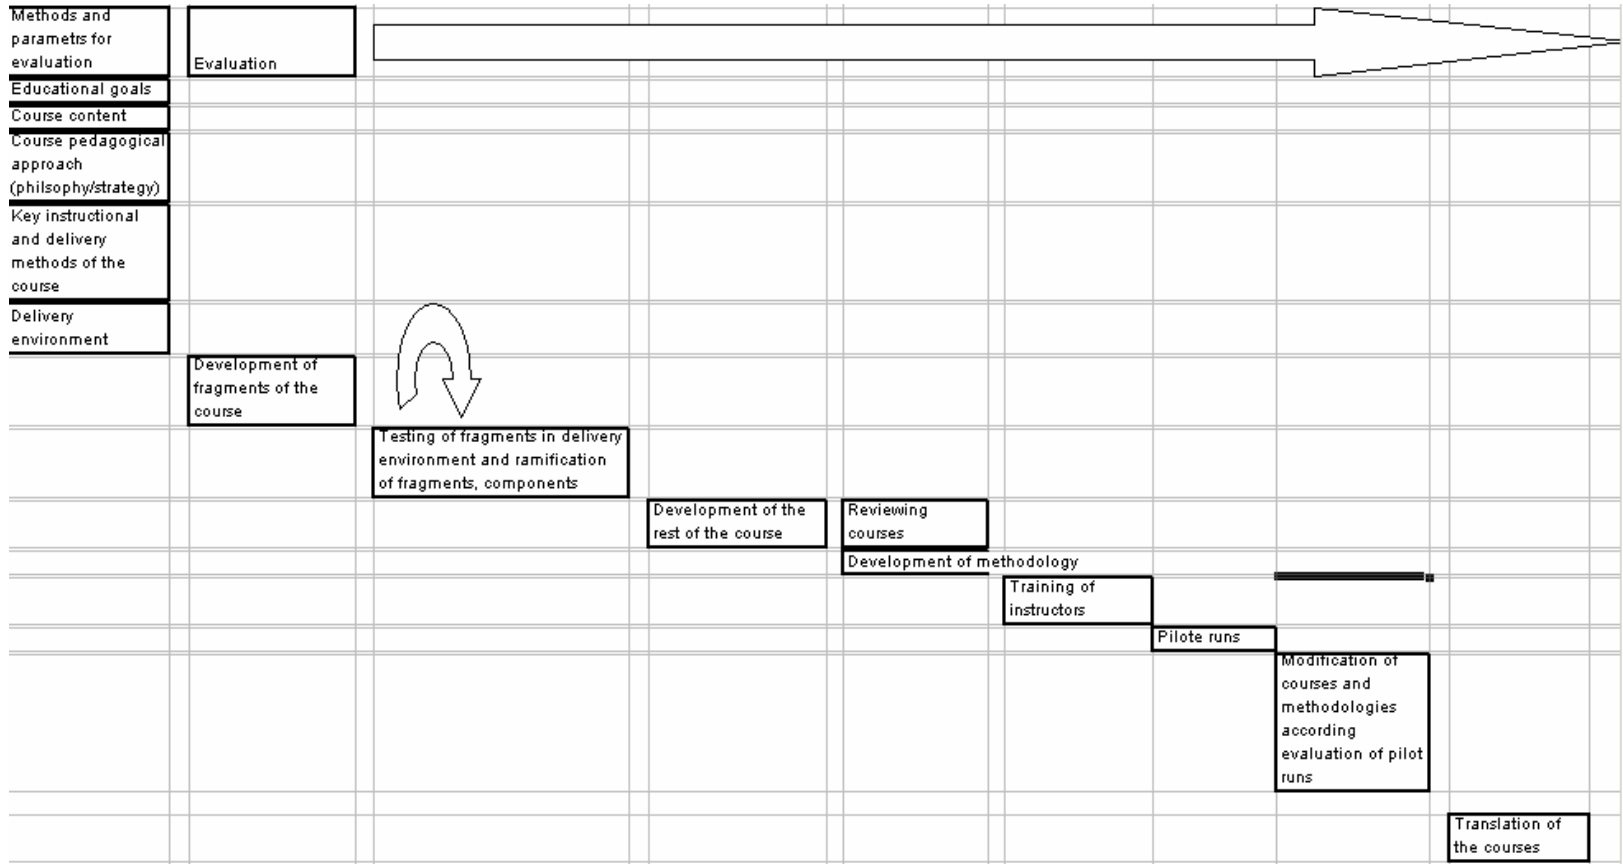 Methods and
parametrs for
evaluation
Evaluation
Educational goals
Course content
Course pedagogical
approach
(philsophy/strategy)
Key instructional
and delivery
methods of the
course
Delivery
environment
Development of
fragments of the
course
Testing of fragments in delivery
environment and ramification
of fragments, components
Development of the
rest of the course
Reviewing
courses
Development of methodology
Training of
instructors
Pilote runs
Modification of
courses and
methodologies
according
evaluation of pilot
runs
Translation of
the courses